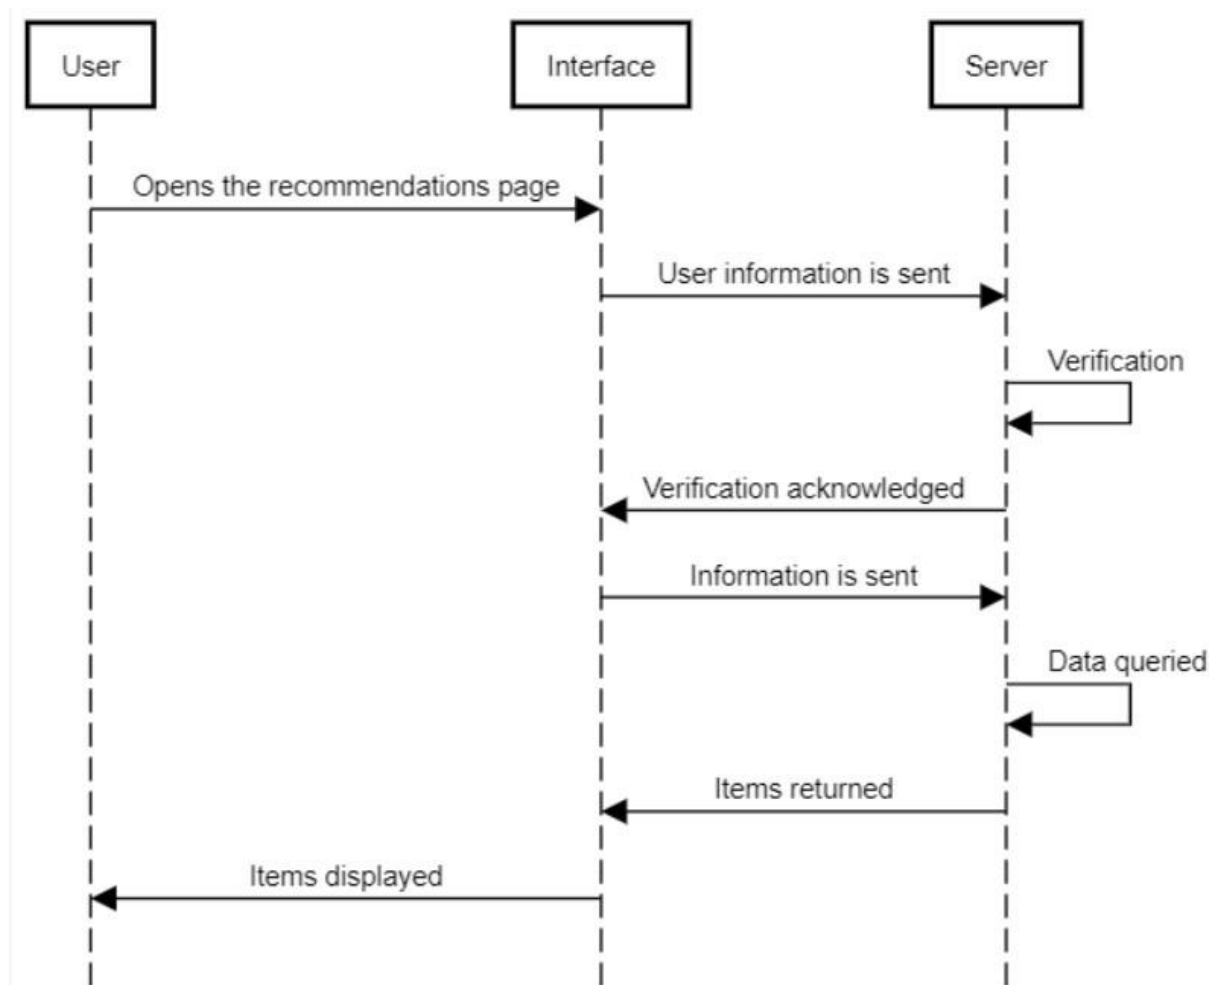 User
Interface
Server
Opens the recommendations page
User information is sent
Verification
Verification acknowledged
Information is sent
Data queried
Items returned
Items displayed